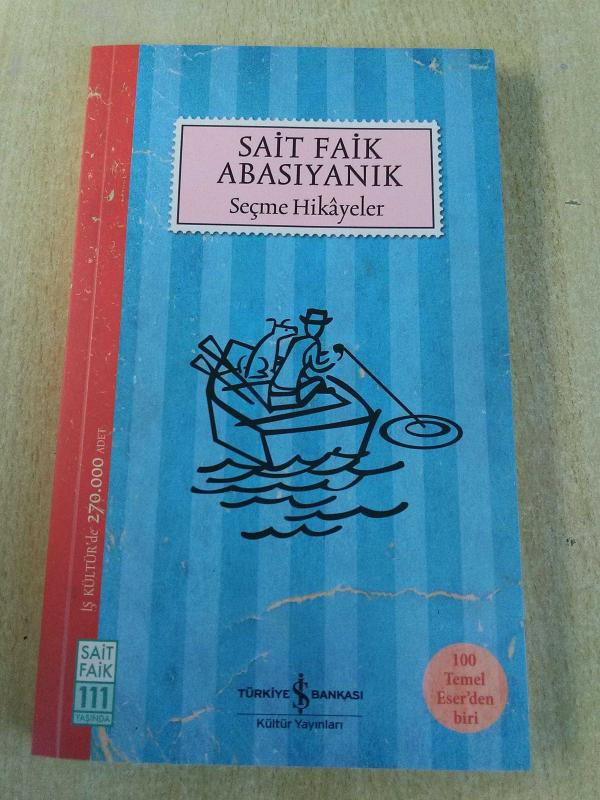 SAİT FAİK
ABASIYANIK
Seçme Hikâyeler
İŞ KÜLTÜR'de 270.000 ADET
SAİT
FAİK
111
YAŞINDA
TÜRKİYE İŞ BANKASI
Kültür Yayınları
100
Temel
Eser'den
biri